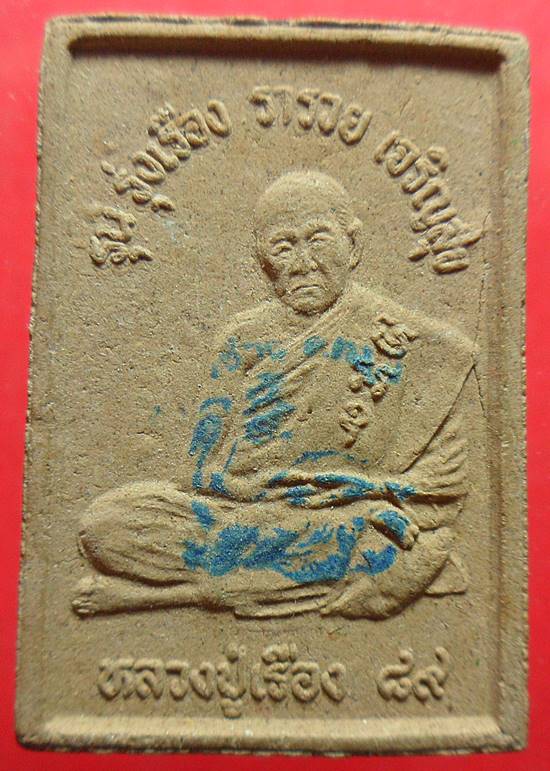 รุ่น รุ่งเรือง ร่ำรวย เจริญสุข
หลวงปู่เรือง ๘๙